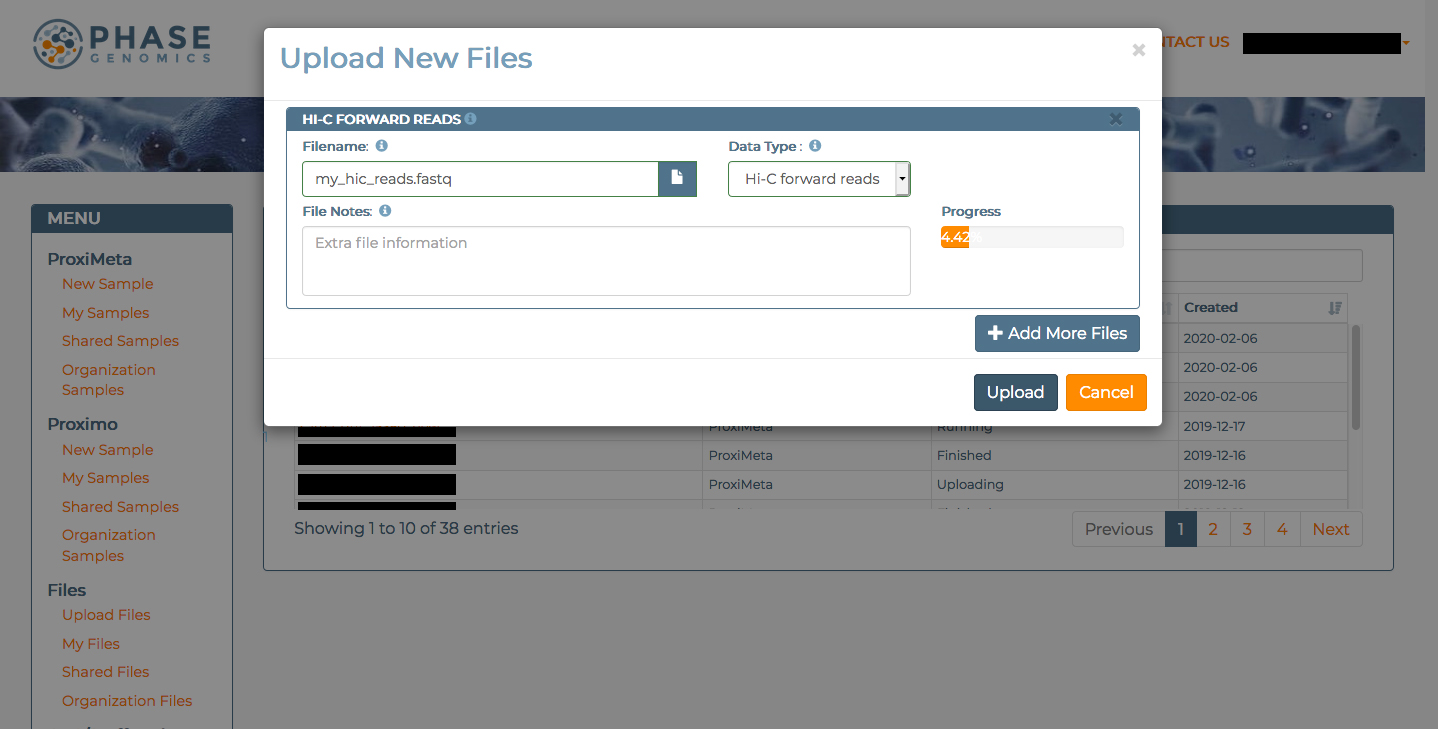 PHASE
GENOMICS
TACT US
Upload New Files
×
HI-C FORWARD READS
Filename:
Data Type :
my_hic_reads.fastq
Hi-C forward reads
File Notes:
Progress
Extra file information
4.42%
Add More Files
Upload
Cancel
MENU
ProxiMeta
New Sample
My Samples
Shared Samples
Organization
Samples
Proximo
New Sample
My Samples
Shared Samples
Organization
Samples
Files
Upload Files
My Files
Shared Files
Organization Files
Created
2020-02-06
2020-02-06
2020-02-06
ProxiMeta Running 2019-12-17
ProxiMeta Finished 2019-12-16
ProxiMeta Uploading 2019-12-16
Showing 1 to 10 of 38 entries
Previous 1 2 3 4 Next